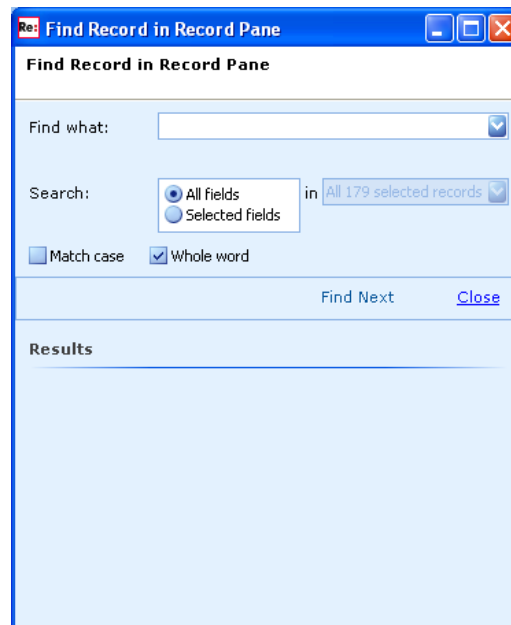 Re: Find Record in Record Pane
Find Record in Record Pane
Find what:
Search: All fields in All 179 selected records
Selected fields
Match case Whole word
Find Next Close
Results